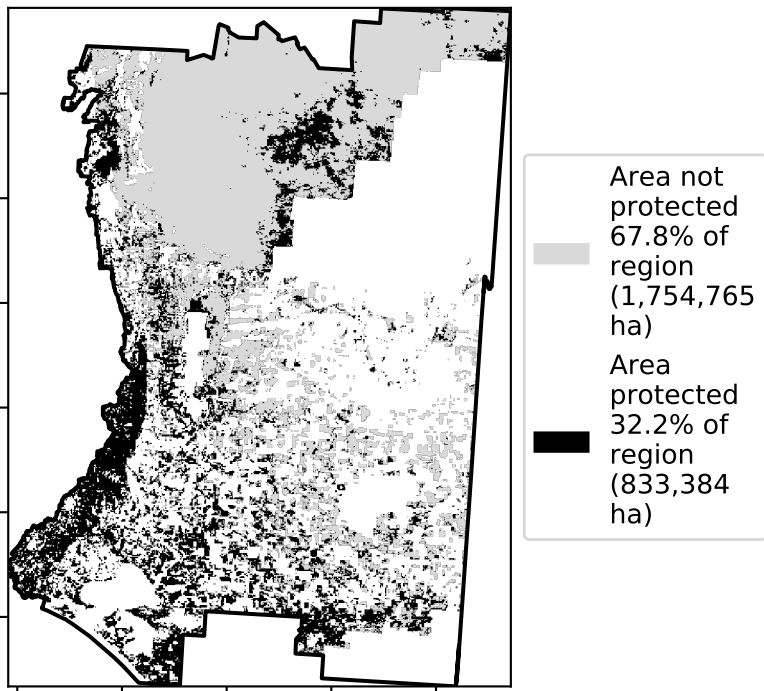 Area not
protected
67.8% of
region
(1,754,765
ha)
Area
protected
32.2% of
region
(833,384
ha)